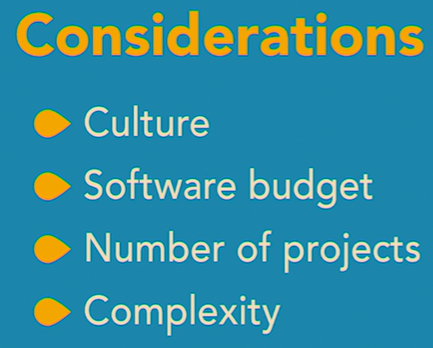 Considerations
Culture
Software budget
Number of projects
Complexity